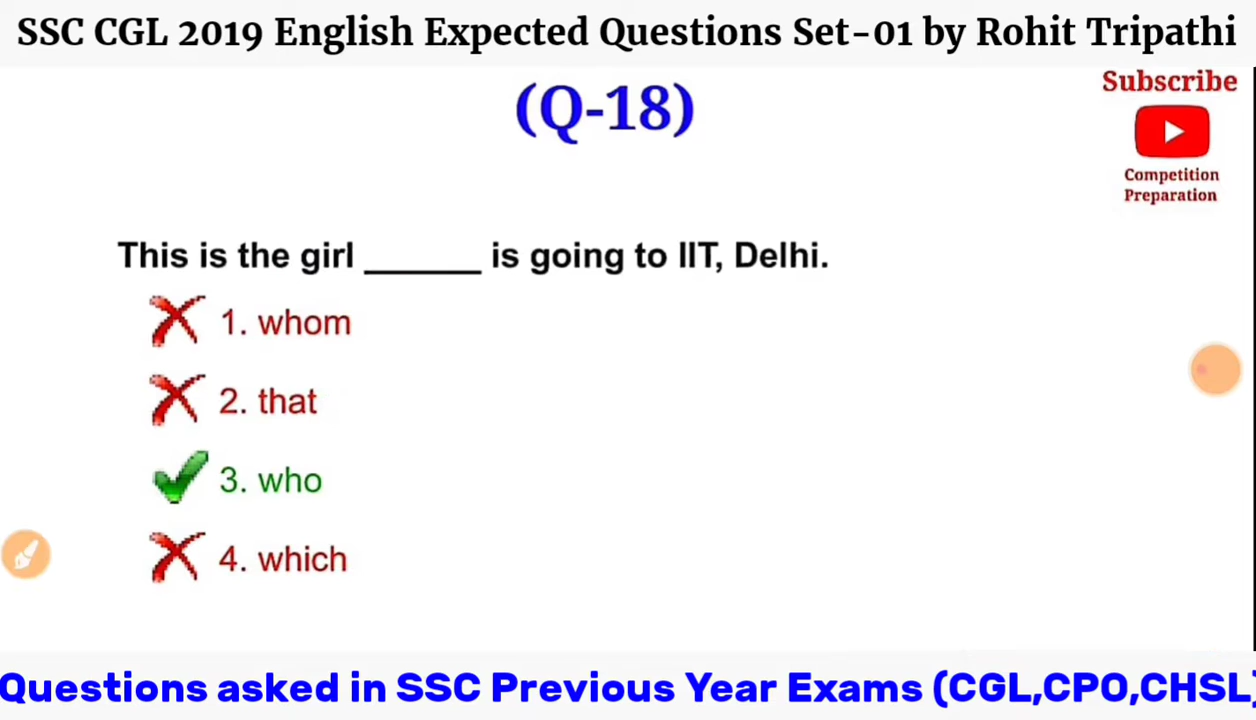 SSC CGL 2019 English Expected Questions Set-01 by Rohit Tripathi
(Q-18)
Subscribe
Competition
Preparation
This is the girl ______ is going to IIT, Delhi.
1. whom
2. that
3. who
4. which
Questions asked in SSC Previous Year Exams (CGL,CPO,CHSL)